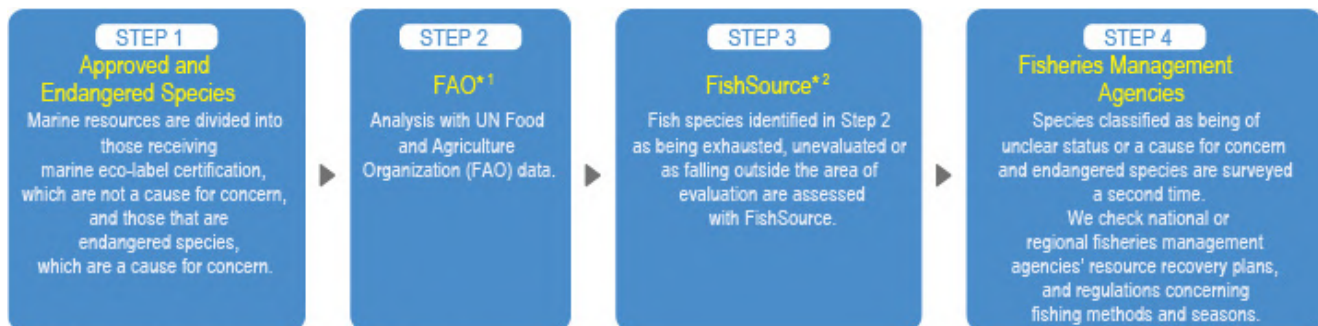 STEP 1
Approved and
Endangered Species
Marine resources are divided into
those receiving
marine eco-label certification,
which are not a cause for concern,
and those that are
endangered species,
which are a cause for concern.
STEP 2
FAO*1
Analysis with UN Food
and Agriculture
Organization (FAO) data.
STEP 3
FishSource*2
Fish species identified in Step 2
as being exhausted, unevaluated or
as falling outside the area of
evaluation are assessed
with FishSource.
STEP 4
Fisheries Management
Agencies
Species classified as being of
unclear status or a cause for concern
and endangered species are surveyed
a second time.
We check national or
regional fisheries management
agencies' resource recovery plans,
and regulations concerning
fishing methods and seasons.